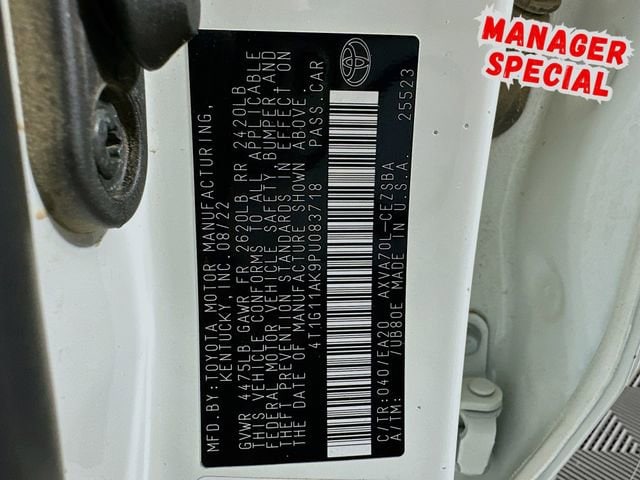 MANAGER
SPECIAL
MFD. BY: TOYOTA MOTOR MANUFACTURING,
KENTUCKY, INC. 08/22
GVWR 4475LB GAWR FR 2620LB RR 2420LB
THIS VEHICLE CONFORMS TO ALL APPLICABLE
FEDERAL MOTOR VEHICLE SAFETY, BUMPER, AND
THEFT PREVENTION STANDARDS IN EFFECT ON
THE DATE OF MANUFACTURE SHOWN ABOVE.
4T1G11AK9PU083718 PASS. CAR
C/TR: 040/EA20 AXVA70L-CEZSBA
A/TM: /UB80E MADE IN U.S.A. 25523